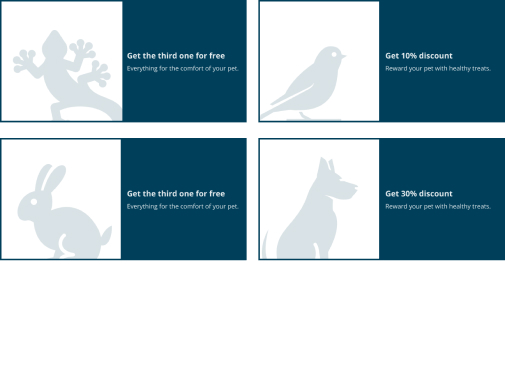 Get the third one for free
Everything for the comfort of your pet.
Get 10% discount
Reward your pet with healthy treats.
Get the third one for free
Everything for the comfort of your pet.
Get 30% discount
Reward your pet with healthy treats.